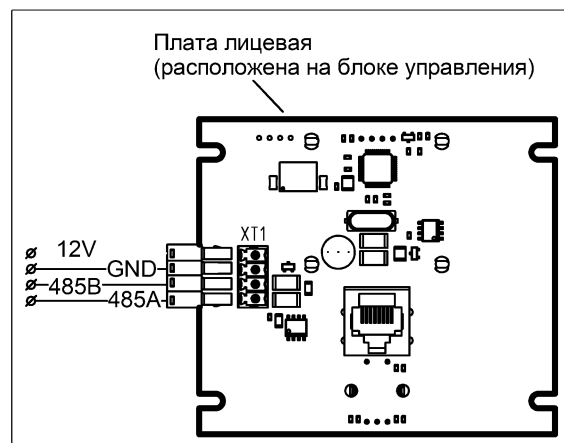 Плата лицевая
(расположена на блоке управления)
XT1
12V
GND
485B
485A